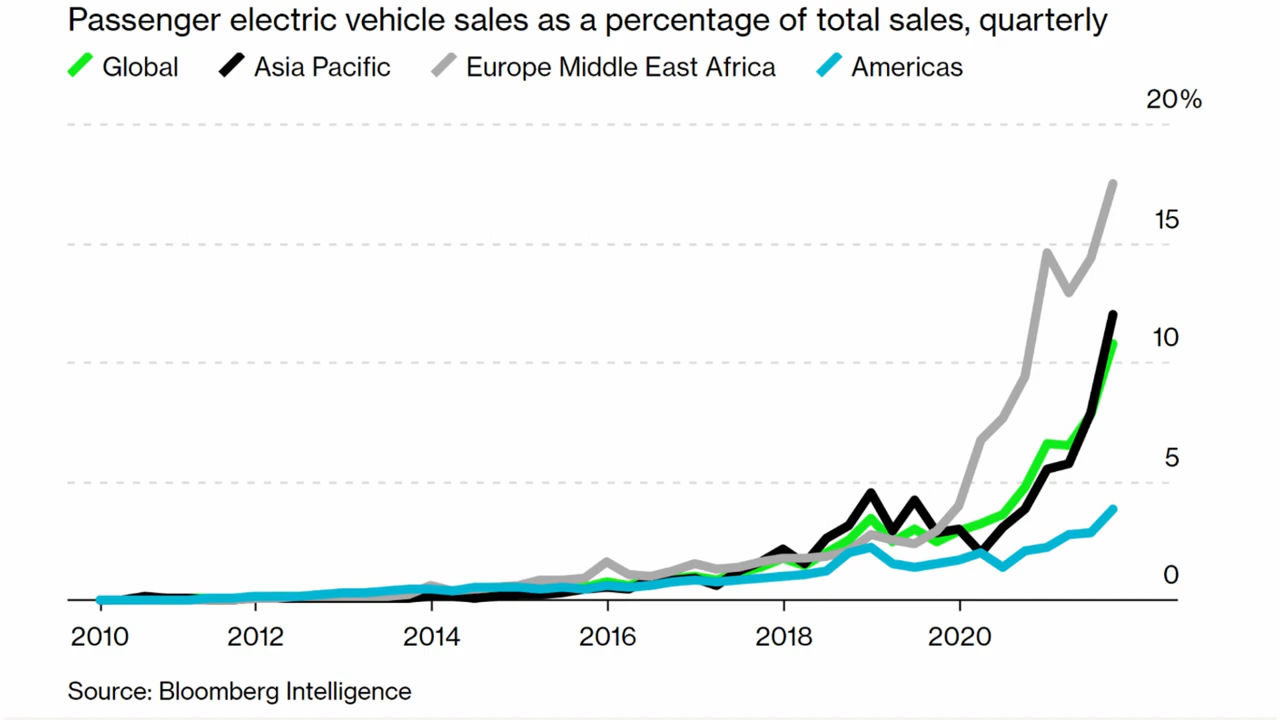 Passenger electric vehicle sales as a percentage of total sales, quarterly
Global Asia Pacific Europe Middle East Africa Americas
20%
15
10
5
0
2010 2012 2014 2016 2018 2020
Source: Bloomberg Intelligence